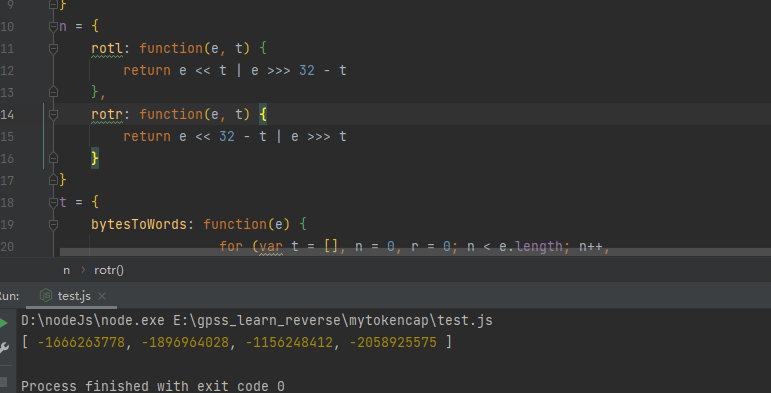 9 }
10 n = {
11 rotl: function(e, t) {
12 return e << t | e >>> 32 - t
13 },
14 rotr: function(e, t) {
15 return e << 32 - t | e >>> t
16 }
17 }
18 t = {
19 bytesToWords: function(e) {
20 for (var t = [], n = 0, r = 0; n < e.length; n++,
n › rotr()
Run: test.js ×
D:\nodeJs\node.exe E:\gpss_learn_reverse\mytokencap\test.js
[ -1666263778, -1896964028, -1156248412, -2058925575 ]
Process finished with exit code 0